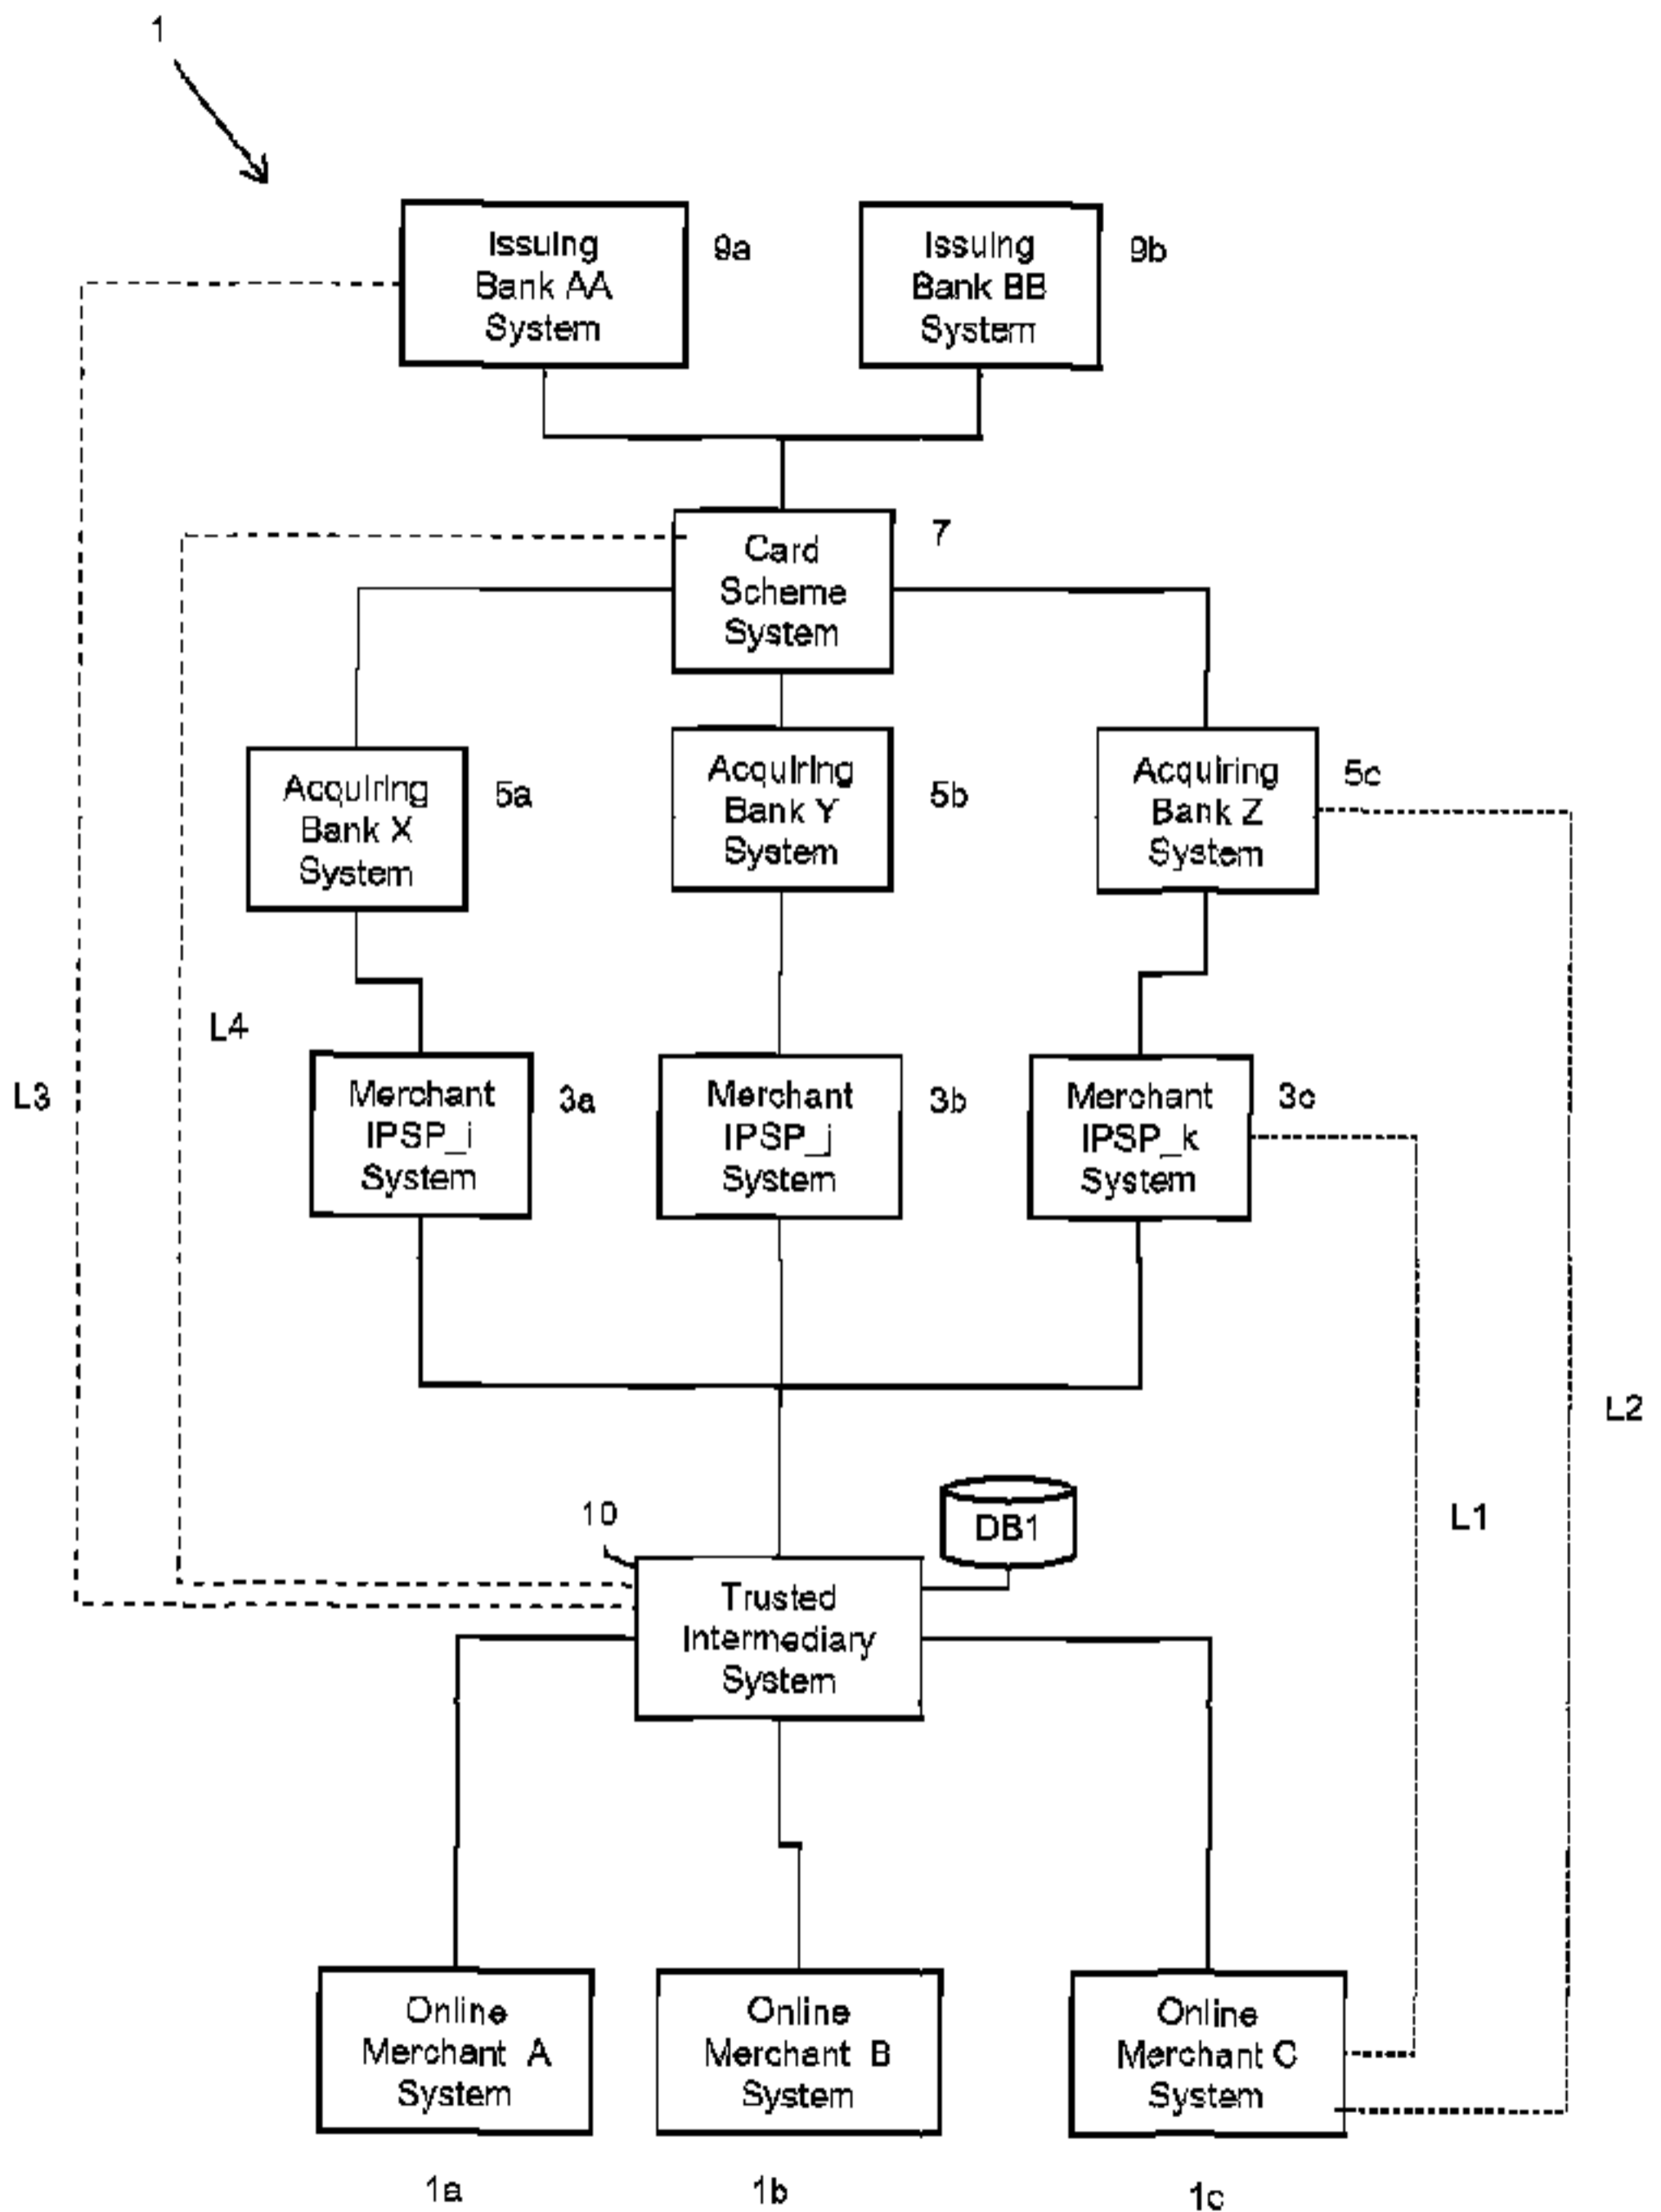 1
Issuing
Bank AA
System
9a
Issuing
Bank BB
System
9b
Card
Scheme
System
7
Acquiring
Bank X
System
5a
Acquiring
Bank Y
System
5b
Acquiring
Bank Z
System
5c
L4
L3
Merchant
IPSP_i
System
3a
Merchant
IPSP_j
System
3b
Merchant
IPSP_k
System
3c
L2
L1
10
DB1
Trusted
Intermediary
System
Online
Merchant A
System
Online
Merchant B
System
Online
Merchant C
System
1a
1b
1c